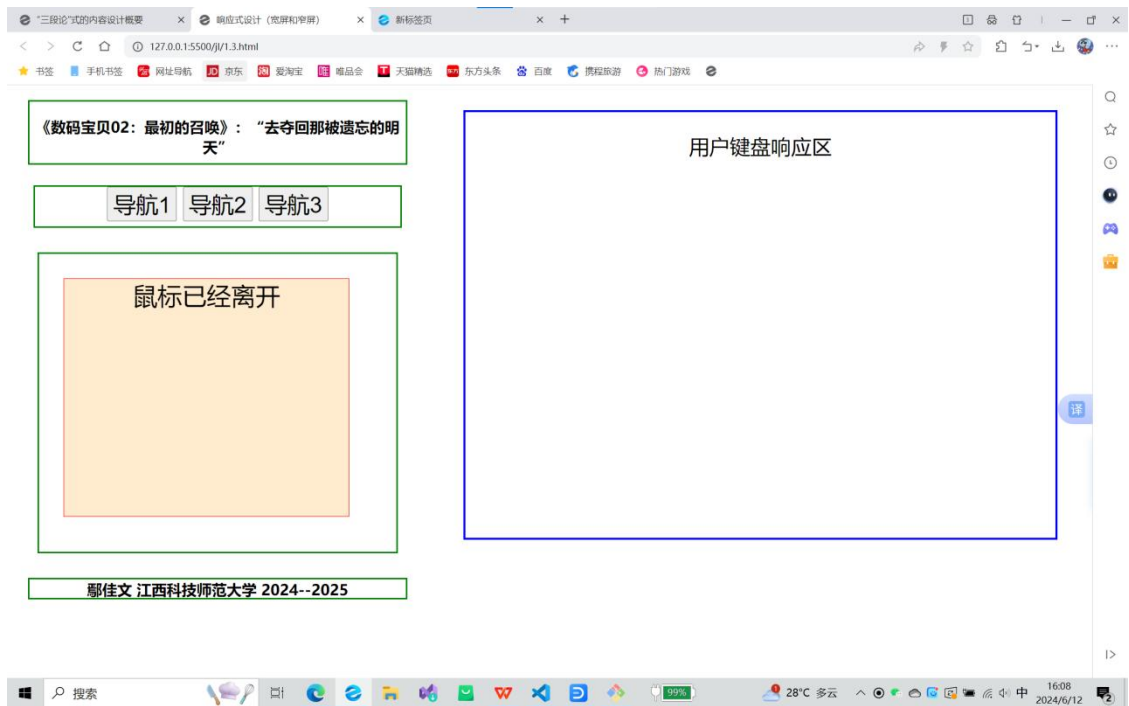 "三段论"式的内容设计概要
响应式设计（宽屏和窄屏）
新标签页
127.0.0.1:5500/jl/1.3.html
书签 手机书签 网址导航 京东 爱淘宝 唯品会 天猫精选 东方头条 百度 携程旅游 热门游戏
《数码宝贝02：最初的召唤》：“去夺回那被遗忘的明
天”
导航1 导航2 导航3
鼠标已经离开
鄢佳文 江西科技师范大学 2024--2025
用户键盘响应区
译
搜索
99%
28°C 多云
中
16:08
2024/6/12
2